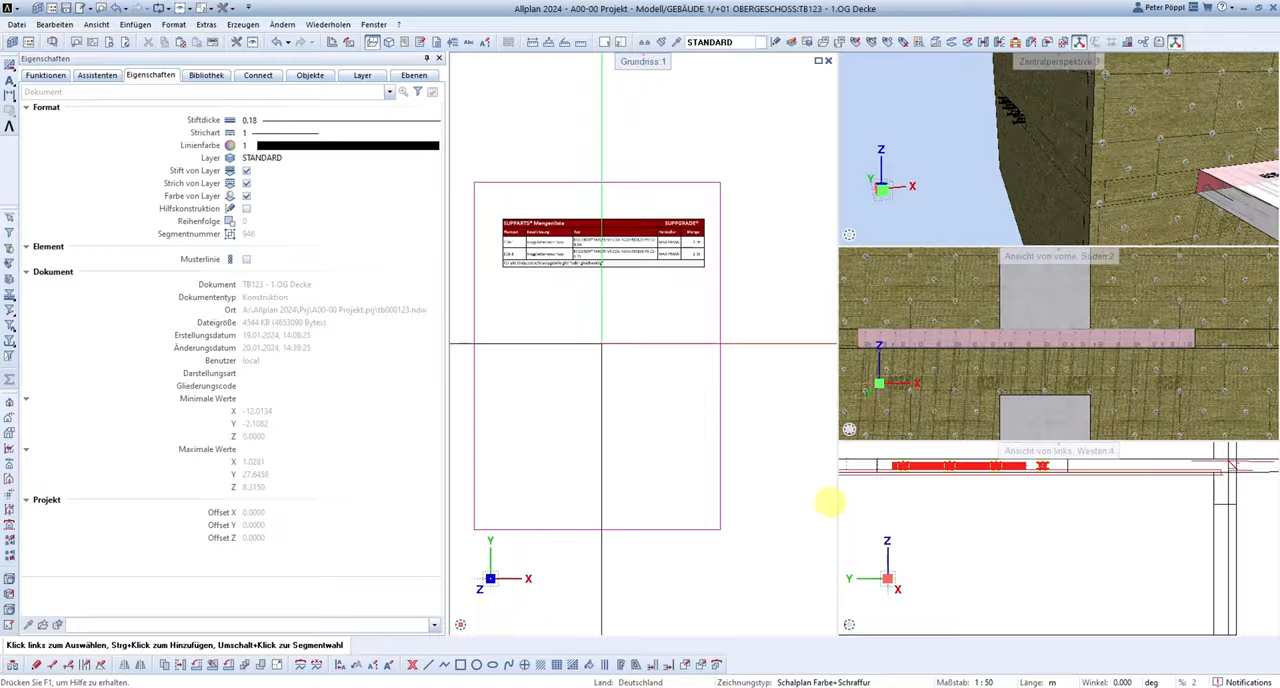 Allplan 2024 - A00-00 Projekt - Modell/GEBÄUDE 1/+01 OBERGESCHOSS:TB123 - 1.OG Decke
Peter Pöppl
Datei Bearbeiten Ansicht Einfügen Format Extras Erzeugen Ändern Wiederholen Fenster ?
STANDARD
Eigenschaften
Funktionen Assistenten Eigenschaften Bibliothek Connect Objekte Layer Ebenen
Dokument
Format
Stiftdicke 0.18
Strichart 1
Linienfarbe 1
Layer STANDARD
Stift von Layer
Strich von Layer
Farbe von Layer
Hilfskonstruktion
Reihenfolge 0
Segmentnummer 946
Element
Musterlinie
Dokument
Dokument TB123 - 1.OG Decke
Dokumententyp Konstruktion
Ort A:\Allplan 2024\Prj\A00-00 Projekt.prj\tb000123.ndw
Dateigröße 4544 KB (4653090 Bytes)
Erstellungsdatum 19.01.2024, 14:08:25
Änderungsdatum 20.01.2024, 14:39:25
Benutzer local
Darstellungsart
Gliederungscode
Minimale Werte
X -12.0134
Y -2.1082
Z 0.0000
Maximale Werte
X 1.0281
Y 27.6458
Z 8.3150
Projekt
Offset X 0.0000
Offset Y 0.0000
Offset Z 0.0000
Grundriss:1
SUPPARTS® Mengenliste SUPPGRADE®
Y
X
Z
Zentralperspektive:3
Z
Y
X
Ansicht von vorne, Süden:2
Z
X
Ansicht von links, Westen:4
Z
Y
X
Klick links zum Auswählen, Strg+Klick zum Hinzufügen, Umschalt+Klick zur Segmentwahl
Drücken Sie F1, um Hilfe zu erhalten.
Land: Deutschland Zeichnungstyp: Schalplan Farbe+Schraffur Maßstab: 1 : 50 Länge: m Winkel: 0.000 deg %: 2 Notifications